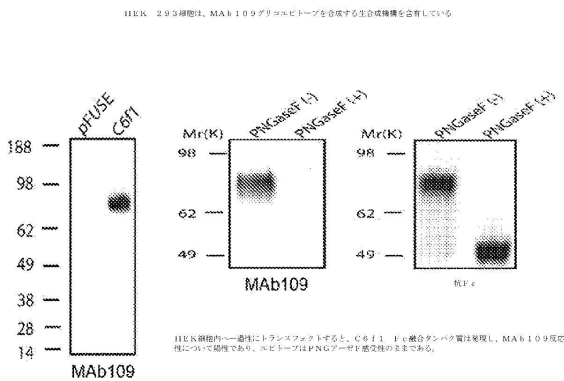 HEK 293細胞は、MAb109グリコエピトープを合成する生合成機構を含有している
pFUSE
C6f1
188
98
62
49
38
28
14
MAb109
PNGaseF (-)
PNGaseF (+)
Mr(K)
98
62
49
MAb109
PNGaseF (-)
PNGaseF (+)
Mr(K)
98
62
49
抗Fc
HEK細胞内へ一過性にトランスフェクトすると、C6f1 Fc融合タンパク質は発現し、MAb109反応
性について陽性であり、エピトープはPNGアーゼF感受性のままである。